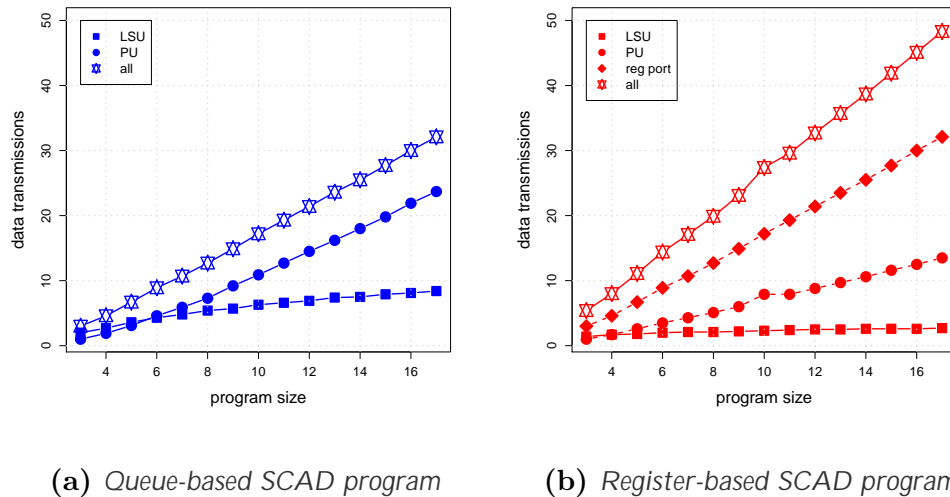 LSU
PU
all
data transmissions
0 10 20 30 40 50
4 6 8 10 12 14 16
program size
(a) Queue-based SCAD program
LSU
PU
reg port
all
data transmissions
0 10 20 30 40 50
4 6 8 10 12 14 16
program size
(b) Register-based SCAD program